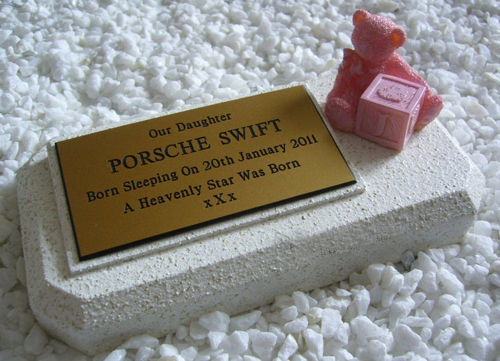 Our Daughter
PORSCHE SWIFT
Born Sleeping On 20th January 2011
A Heavenly Star Was Born
xXx